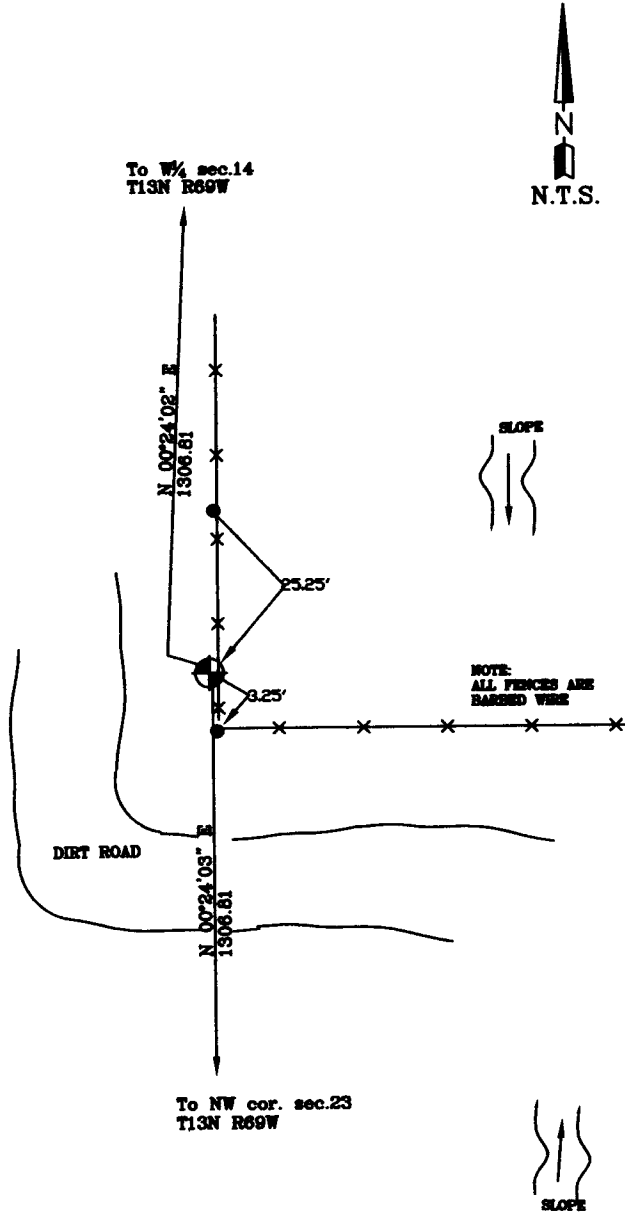 N
N.T.S.
To W¼ sec.14
T13N R69W
N 00°24'02" E
1306.81
SLOPE
25.25'
3.25'
NOTE:
ALL FENCES ARE
BARBED WIRE
DIRT ROAD
N 00°24'03" E
1306.81
To NW cor. sec.23
T13N R69W
SLOPE